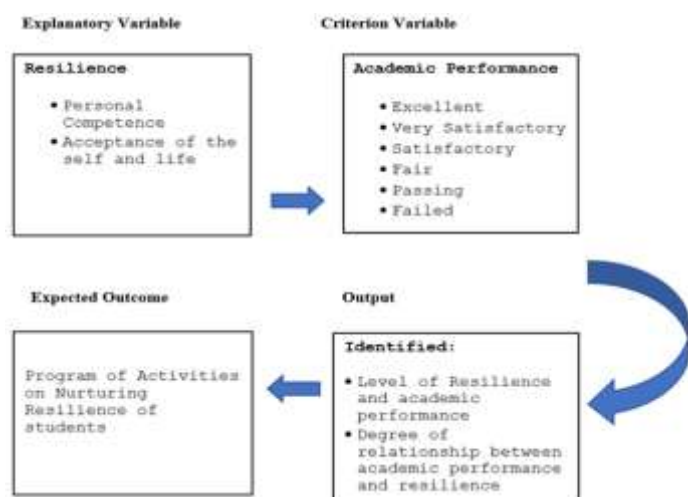 Explanatory Variable
Criterion Variable
Resilience
• Personal
Competence
• Acceptance of the
self and life
Academic Performance
• Excellent
• Very Satisfactory
• Satisfactory
• Fair
• Passing
• Failed
Expected Outcome
Output
Program of Activities
on Nurturing
Resilience of
students
Identified:
• Level of Resilience
and academic
performance
• Degree of
relationship between
academic performance
and resilience